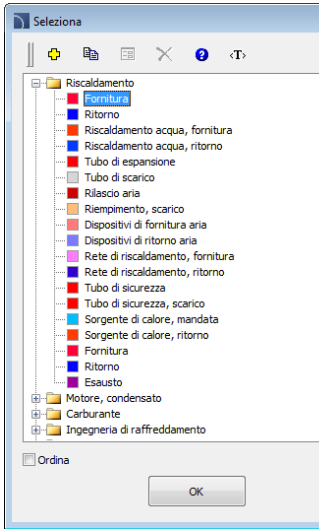 Seleziona
<T>
Riscaldamento
Fornitura
Ritorno
Riscaldamento acqua, fornitura
Riscaldamento acqua, ritorno
Tubo di espansione
Tubo di scarico
Rilascio aria
Riempimento, scarico
Dispositivi di fornitura aria
Dispositivi di ritorno aria
Rete di riscaldamento, fornitura
Rete di riscaldamento, ritorno
Tubo di sicurezza
Tubo di sicurezza, scarico
Sorgente di calore, mandata
Sorgente di calore, ritorno
Fornitura
Ritorno
Esausto
Motore, condensato
Carburante
Ingegneria di raffreddamento
Ordina
OK